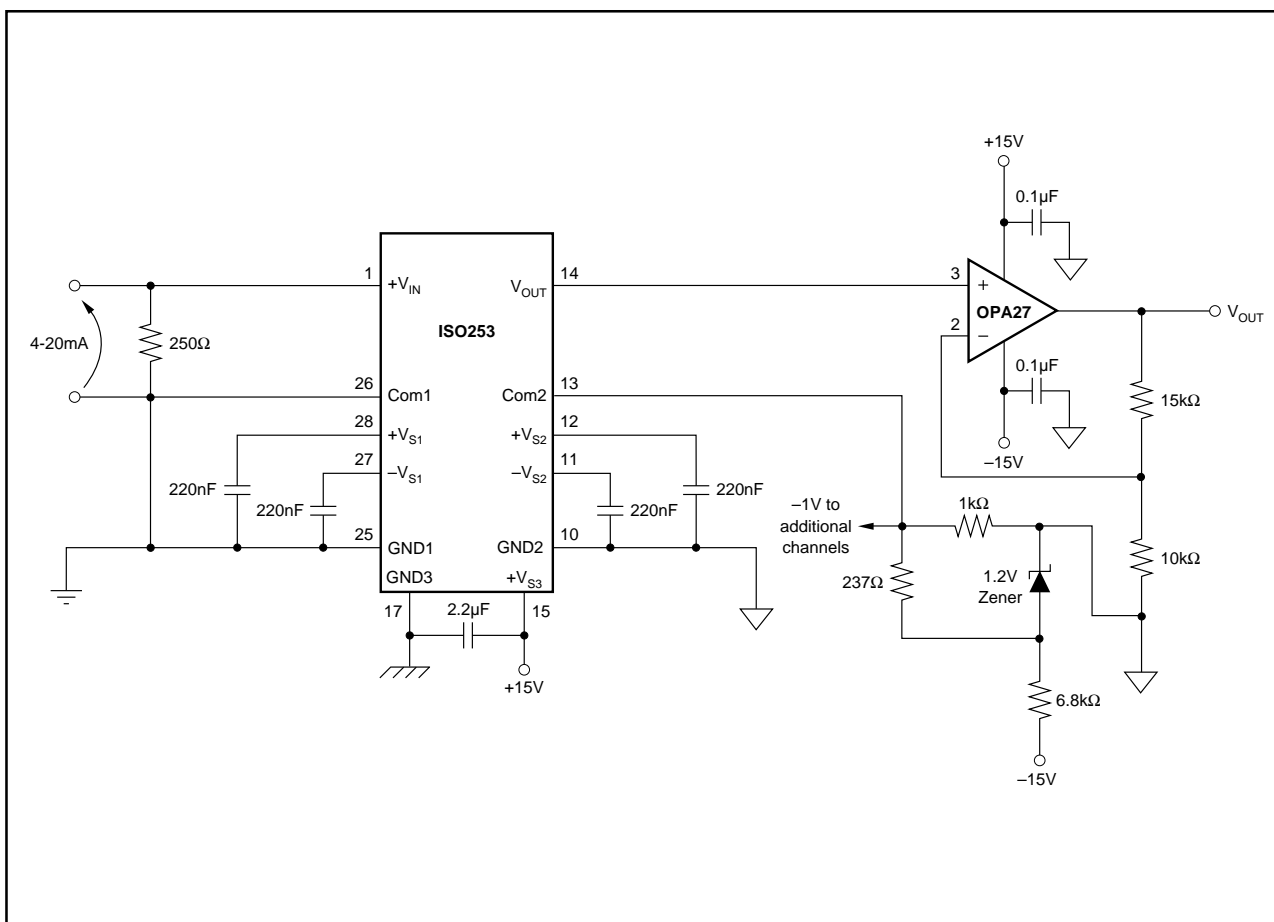 +15V
0.1µF
1
+V_IN
V_OUT
14
3
+
OPA27
V_OUT
ISO253
2
–
4-20mA
250Ω
0.1µF
26
Com1
Com2
13
15kΩ
28
+V_S1
+V_S2
12
–15V
27
–V_S1
–V_S2
11
220nF
220nF
220nF
220nF
–1V to
additional
channels
1kΩ
25
GND1
GND2
10
10kΩ
GND3
+V_S3
237Ω
1.2V
Zener
17
2.2µF
15
+15V
6.8kΩ
–15V